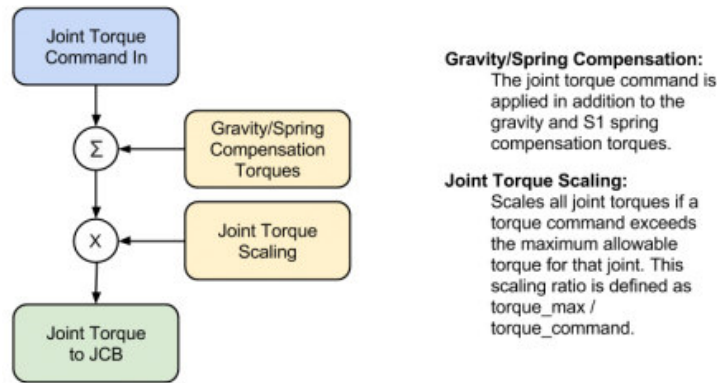 Joint Torque
Command In
Σ
Gravity/Spring
Compensation
Torques
X
Joint Torque
Scaling
Joint Torque
to JCB
Gravity/Spring Compensation:
The joint torque command is
applied in addition to the
gravity and S1 spring
compensation torques.
Joint Torque Scaling:
Scales all joint torques if a
torque command exceeds
the maximum allowable
torque for that joint. This
scaling ratio is defined as
torque_max /
torque_command.